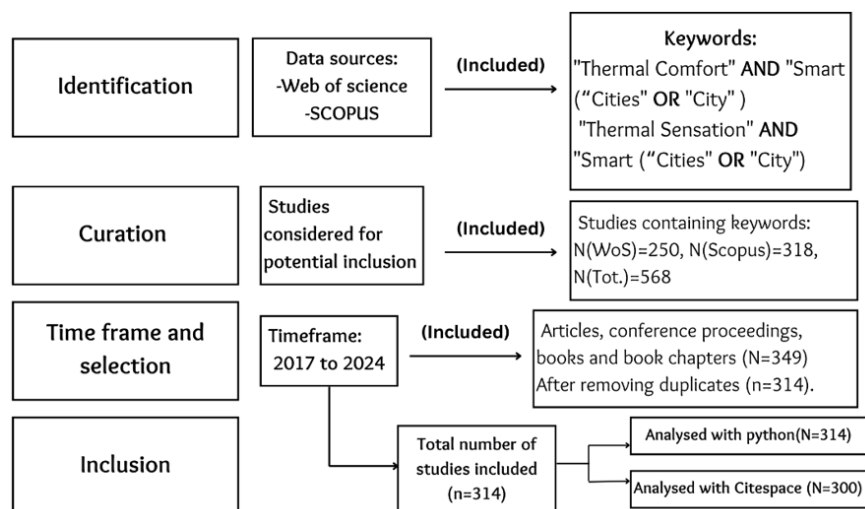 Identification
Data sources:
-Web of science
-SCOPUS
(Included)
Keywords:
"Thermal Comfort" AND "Smart
(“Cities" OR "City" )
"Thermal Sensation" AND
"Smart (“Cities" OR "City")
Curation
Studies
considered for
potential inclusion
(Included)
Studies containing keywords:
N(WoS)=250, N(Scopus)=318,
N(Tot.)=568
Time frame and
selection
Timeframe:
2017 to 2024
(Included)
Articles, conference proceedings,
books and book chapters (N=349)
After removing duplicates (n=314).
Inclusion
Total number of
studies included
(n=314)
Analysed with python(N=314)
Analysed with Citespace (N=300)